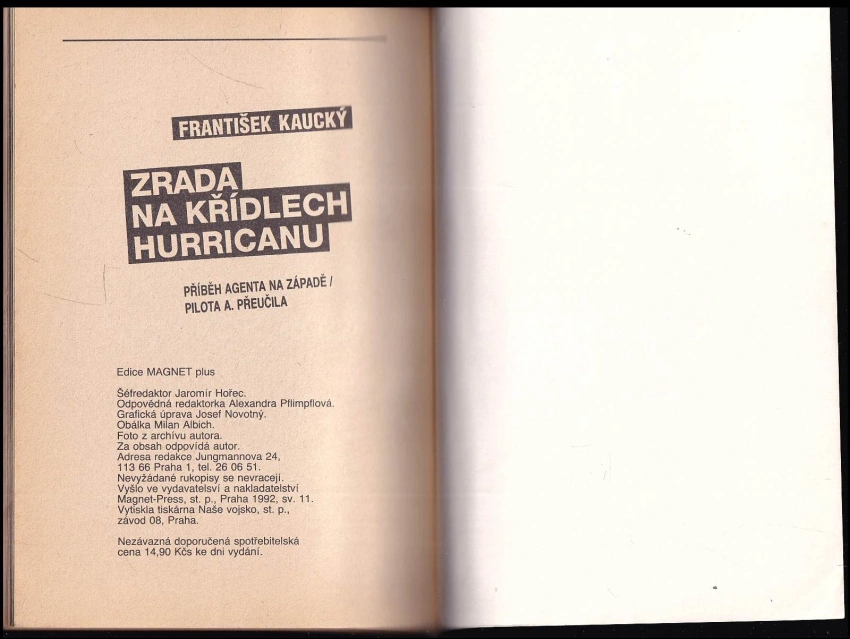 FRANTIŠEK KAUCKÝ
ZRADA
NA KŘÍDLECH
HURRICANU
PŘÍBĚH AGENTA NA ZÁPADĚ /
PILOTA A. PŘEUČILA
Edice MAGNET plus
Šéfredaktor Jaromír Hořec.
Odpovědná redaktorka Alexandra Pflimpflová.
Grafická úprava Josef Novotný.
Obálka Milan Albich.
Foto z archívu autora.
Za obsah odpovídá autor.
Adresa redakce Jungmannova 24,
113 66 Praha 1, tel. 26 06 51.
Nevyžádané rukopisy se nevracejí.
Vyšlo ve vydavatelsví a nakladatelství
Magnet-Press, st. p., Praha 1992, sv. 11.
Vytiskla tiskárna Naše vojsko, st. p.,
závod 08, Praha.
Nezávazná doporučená spotřebitelská
cena 14,90 Kčs ke dni vydání.